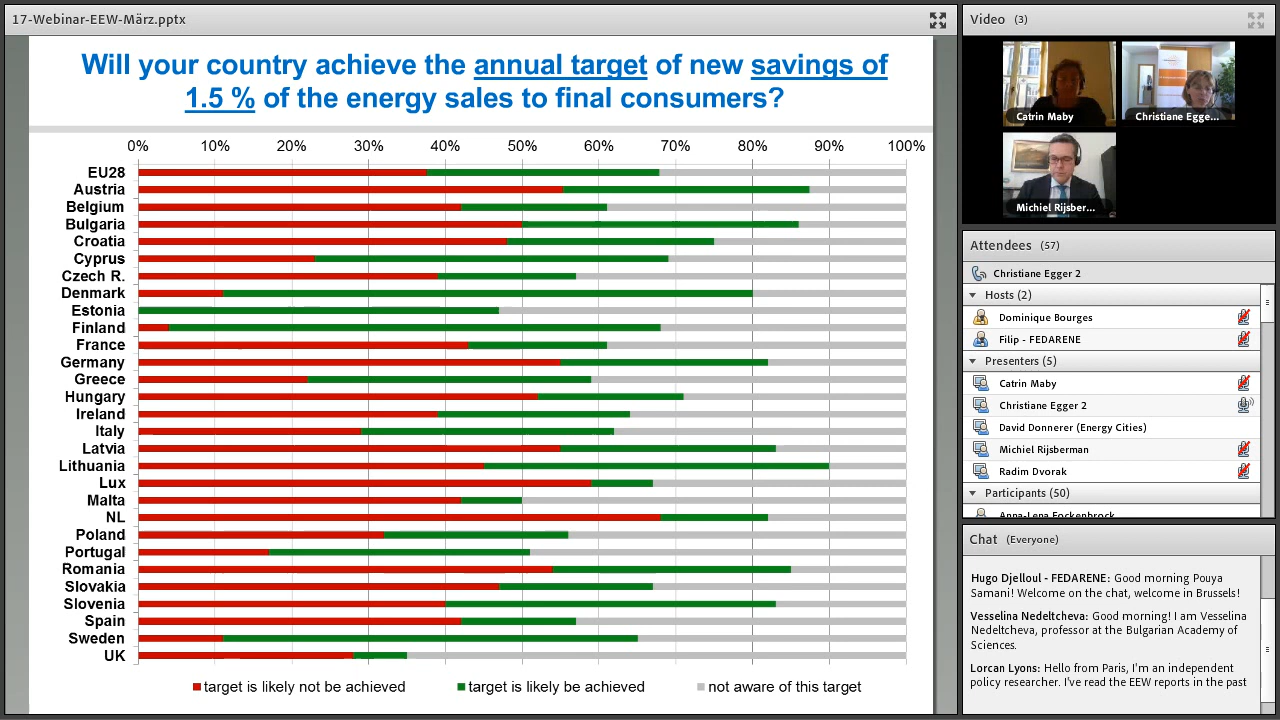 17-Webinar-EEW-März.pptx
Will your country achieve the annual target of new savings of
1.5 % of the energy sales to final consumers?
0% 10% 20% 30% 40% 50% 60% 70% 80% 90% 100%
EU28
Austria
Belgium
Bulgaria
Croatia
Cyprus
Czech R.
Denmark
Estonia
Finland
France
Germany
Greece
Hungary
Ireland
Italy
Latvia
Lithuania
Lux
Malta
NL
Poland
Portugal
Romania
Slovakia
Slovenia
Spain
Sweden
UK
target is likely not be achieved target is likely be achieved not aware of this target
Video (3)
Catrin Maby Christiane Egge...
Michiel Rijsber...
Attendees (57)
Christiane Egger 2
Hosts (2)
Dominique Bourges
Filip - FEDARENE
Presenters (5)
Catrin Maby
Christiane Egger 2
David Donnerer (Energy Cities)
Michiel Rijsberman
Radim Dvorak
Participants (50)
Anna-Lena Fockenbrock
Chat (Everyone)
Hugo Djelloul - FEDARENE: Good morning Pouya
Samani! Welcome on the chat, welcome in Brussels!
Vesselina Nedeltcheva: Good morning! I am Vesselina
Nedeltcheva, professor at the Bulgarian Academy of
Sciences.
Lorcan Lyons: Hello from Paris, I'm an independent
policy researcher. I've read the EEW reports in the past